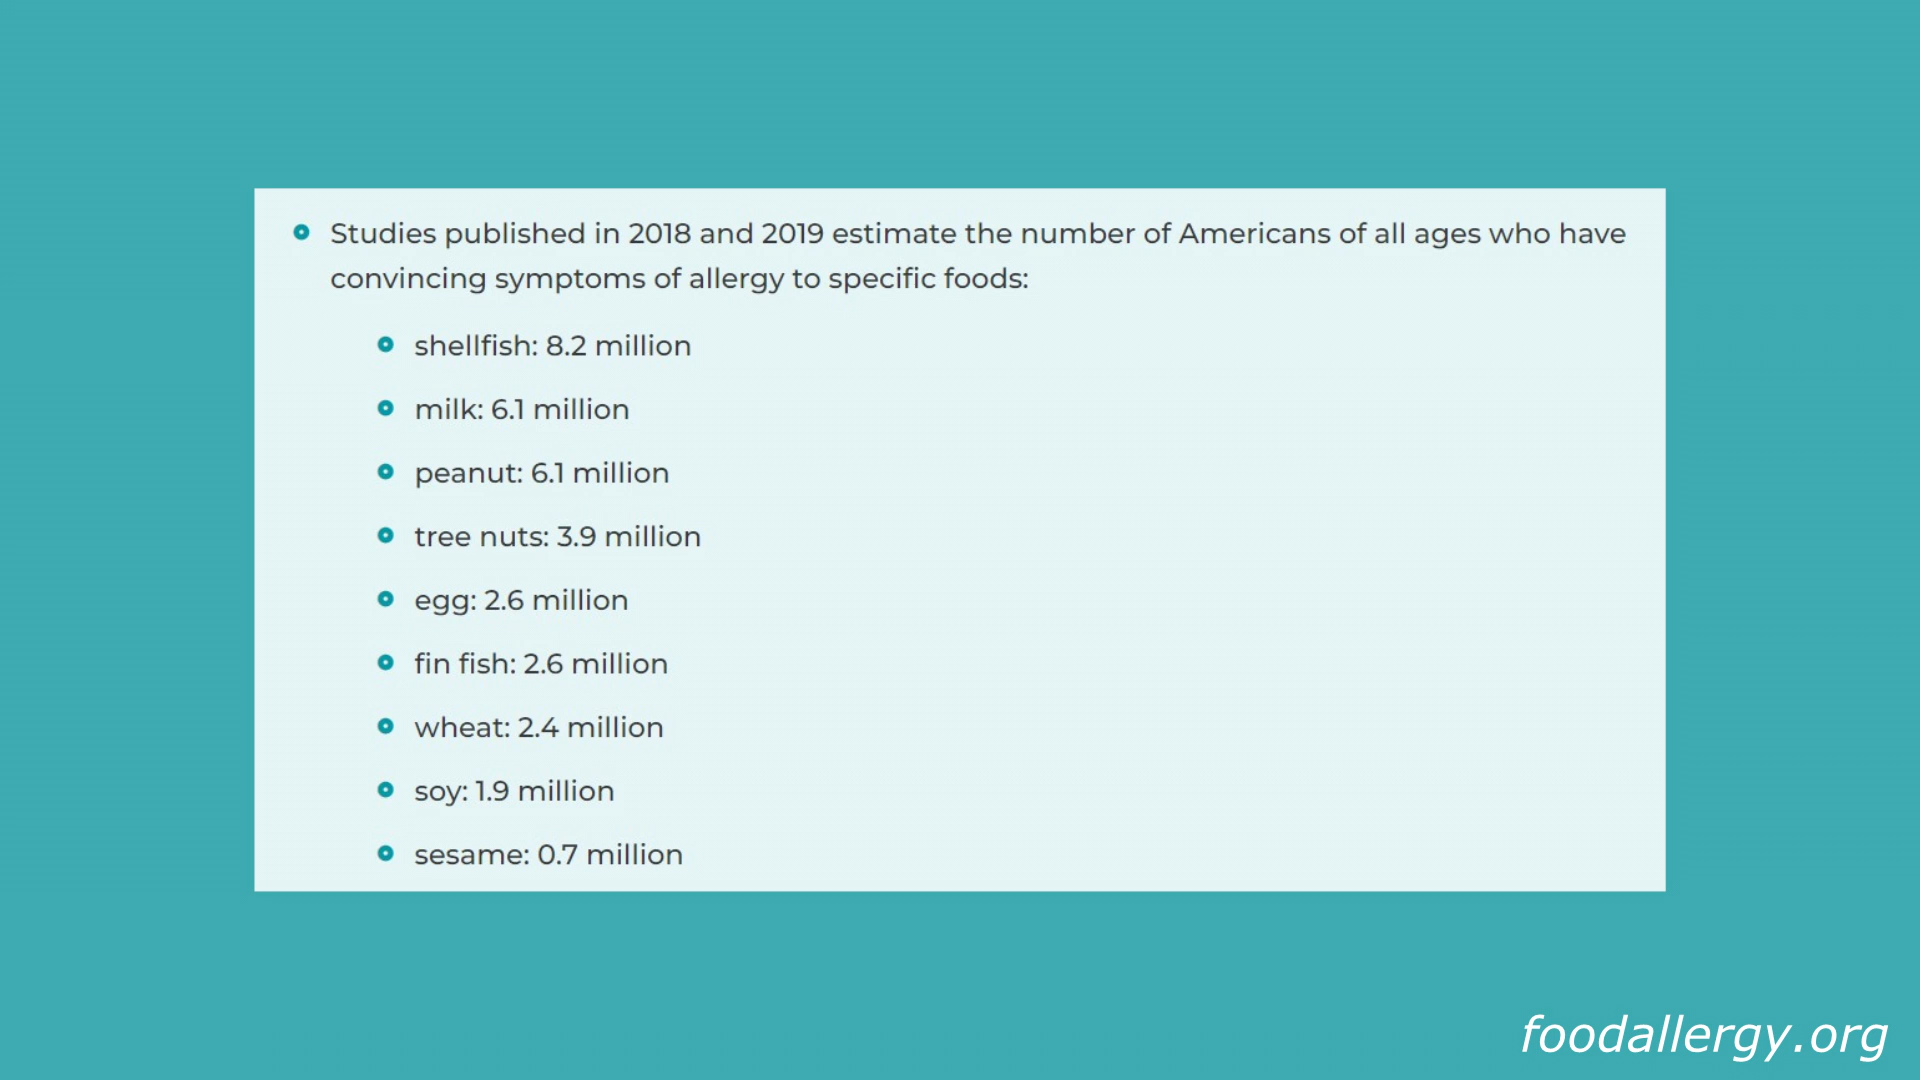 Studies published in 2018 and 2019 estimate the number of Americans of all ages who have
convincing symptoms of allergy to specific foods:
shellfish: 8.2 million
milk: 6.1 million
peanut: 6.1 million
tree nuts: 3.9 million
egg: 2.6 million
fin fish: 2.6 million
wheat: 2.4 million
soy: 1.9 million
sesame: 0.7 million
foodallergy.org